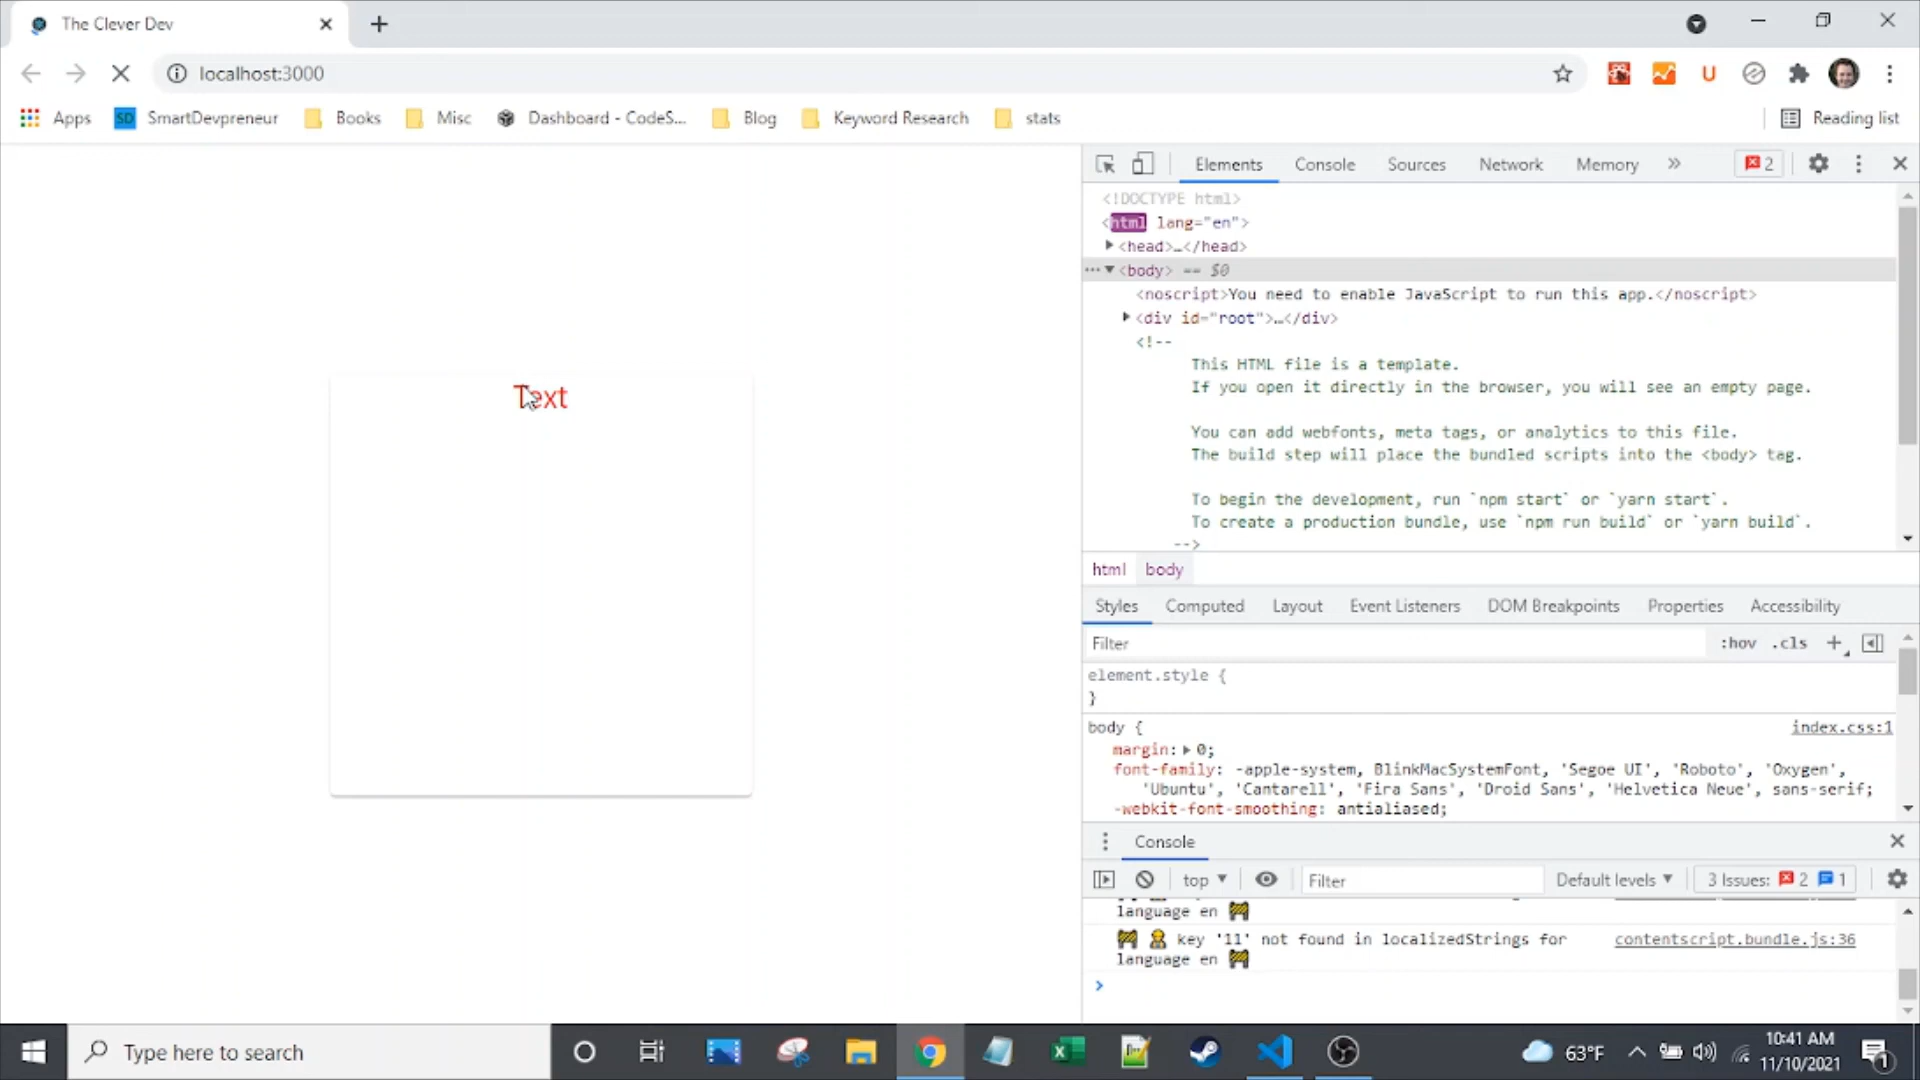 The Clever Dev
localhost:3000
Apps SmartDevpreneur Books Misc Dashboard - CodeS... Blog Keyword Research stats Reading list
Text
Elements Console Sources Network Memory » 2
<!DOCTYPE html>
<html lang="en">
<head>…</head>
<body> == $0
<noscript>You need to enable JavaScript to run this app.</noscript>
<div id="root">…</div>
<!--
This HTML file is a template.
If you open it directly in the browser, you will see an empty page.
You can add webfonts, meta tags, or analytics to this file.
The build step will place the bundled scripts into the <body> tag.
To begin the development, run `npm start` or `yarn start`.
To create a production bundle, use `npm run build` or `yarn build`.
-->
html body
Styles Computed Layout Event Listeners DOM Breakpoints Properties Accessibility
Filter :hov .cls +
element.style {
}
body { index.css:1
margin: 0;
font-family: -apple-system, BlinkMacSystemFont, 'Segoe UI', 'Roboto', 'Oxygen',
'Ubuntu', 'Cantarell', 'Fira Sans', 'Droid Sans', 'Helvetica Neue', sans-serif;
-webkit-font-smoothing: antialiased;
Console
top Filter Default levels 3 Issues: 2 1
language en
key '11' not found in localizedStrings for contentscript.bundle.js:36
language en
Type here to search 63°F 10:41 AM
11/10/2021 1